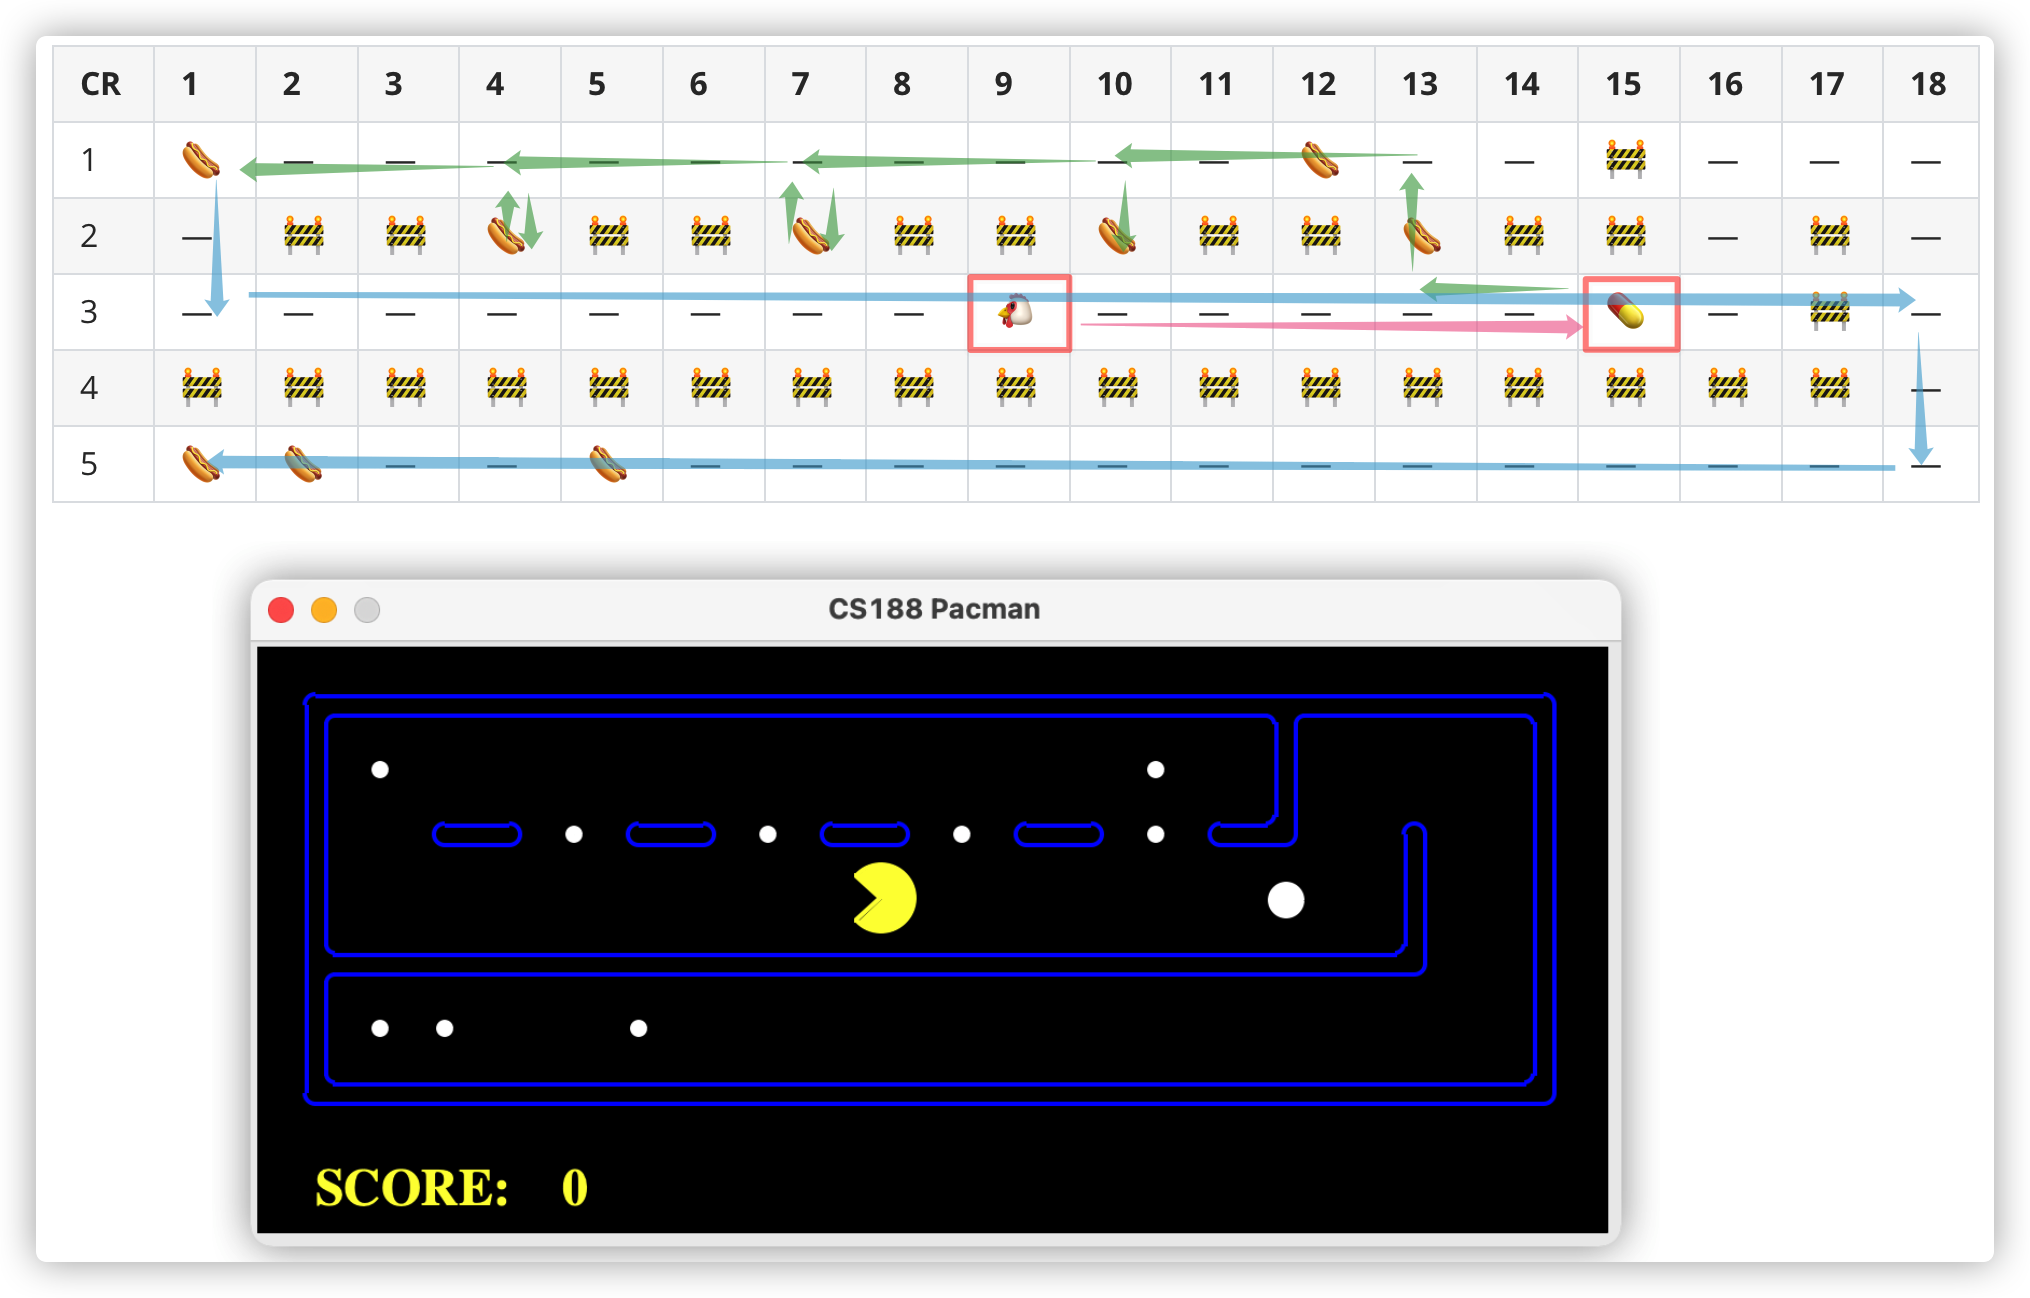 CR 1 2 3 4 5 6 7 8 9 10 11 12 13 14 15 16 17 18
1 — — — — — — — — — — — — — — —
2 — — —
3 — — — — — — — — — — — — — — —
4 —
5 — — — — — — — — — — — — — — —
CS188 Pacman
SCORE: 0